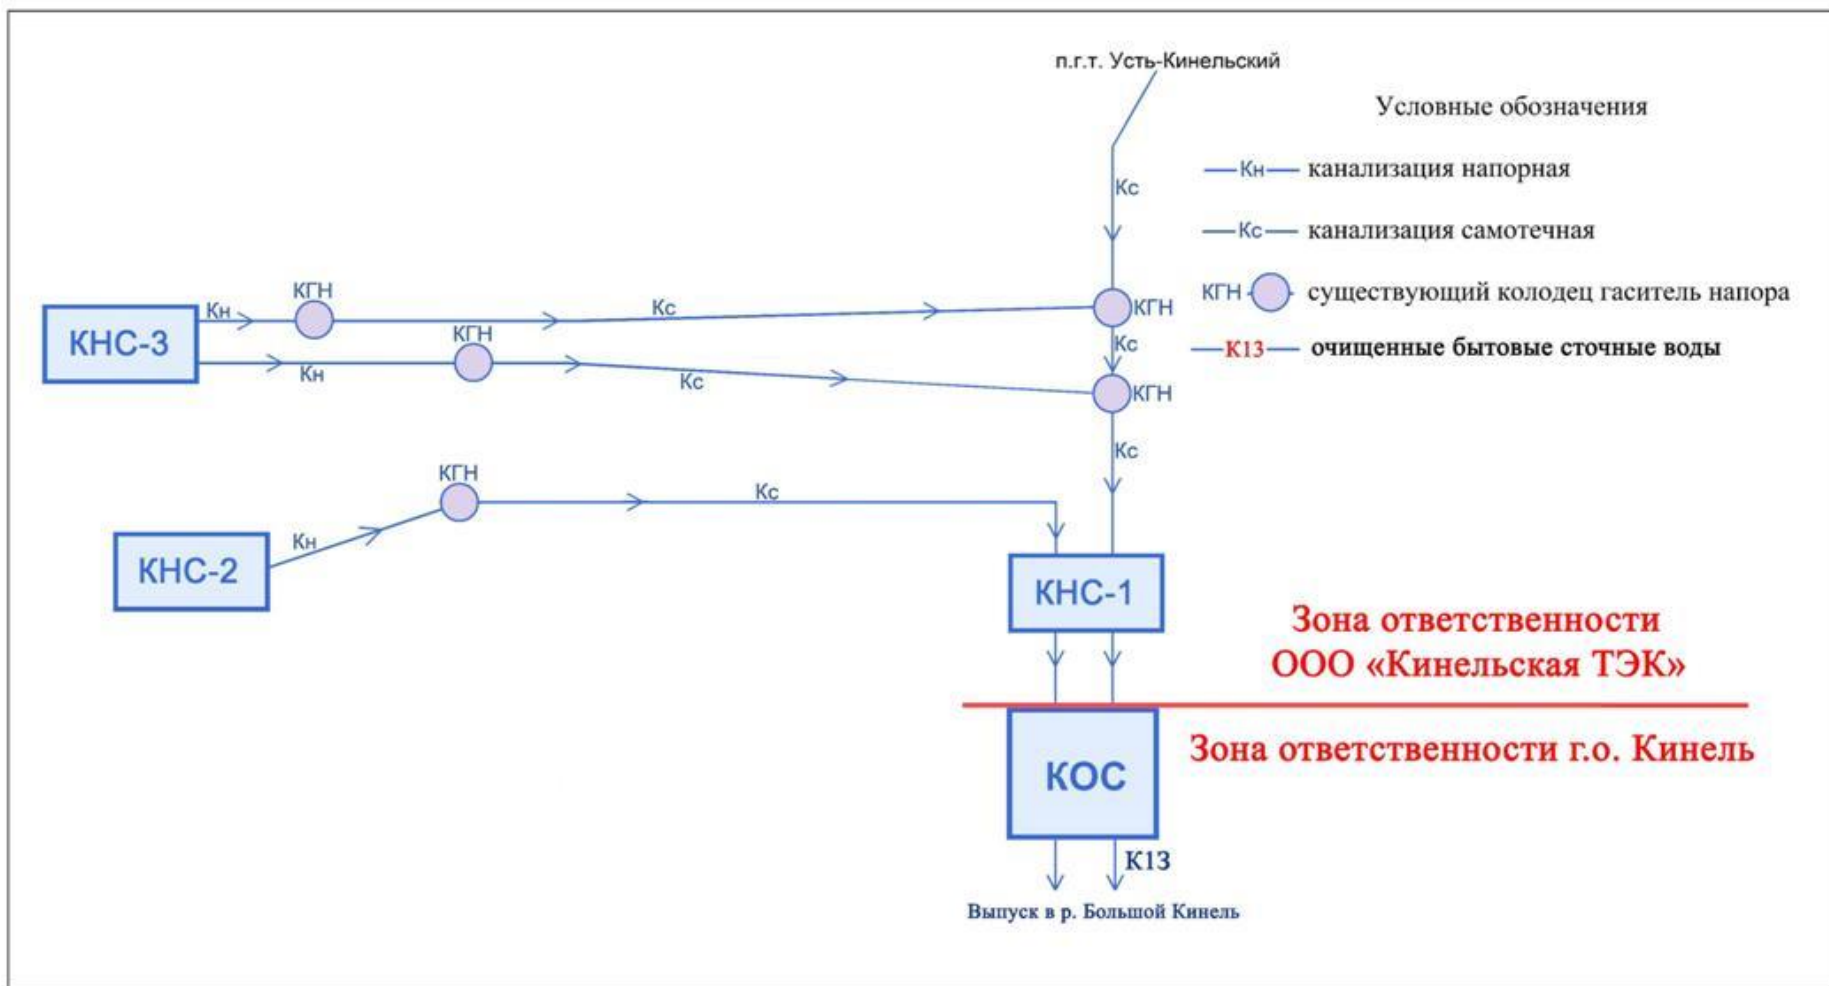 п.г.т. Усть-Кинельский
Условные обозначения
Кн канализация напорная
Кс
Кс канализация самотечная
КГН существующий колодец гаситель напора
К13 очищенные бытовые сточные воды
КНС-3
Кн
КГН
Кс
КГН
Кн
КГН
Кс
Кс
КГН
Кс
КНС-2
Кн
КГН
Кс
КНС-1
Зона ответственности
ООО «Кинельская ТЭК»
Зона ответственности г.о. Кинель
КОС
К13
Выпуск в р. Большой Кинель